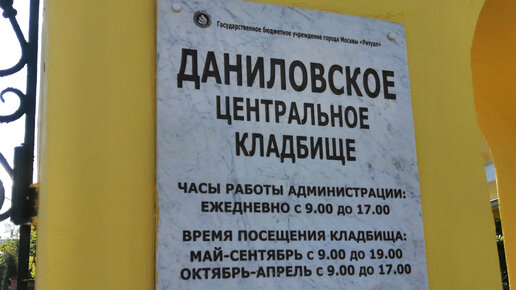 Государственное бюджетное учреждение города Москвы «Ритуал»
ДАНИЛОВСКОЕ
ЦЕНТРАЛЬНОЕ
КЛАДБИЩЕ
ЧАСЫ РАБОТЫ АДМИНИСТРАЦИИ:
ЕЖЕДНЕВНО с 9.00 до 17.00
ВРЕМЯ ПОСЕЩЕНИЯ КЛАДБИЩА:
МАЙ-СЕНТЯБРЬ с 9.00 до 19.00
ОКТЯБРЬ-АПРЕЛЬ с 9.00 до 17.00